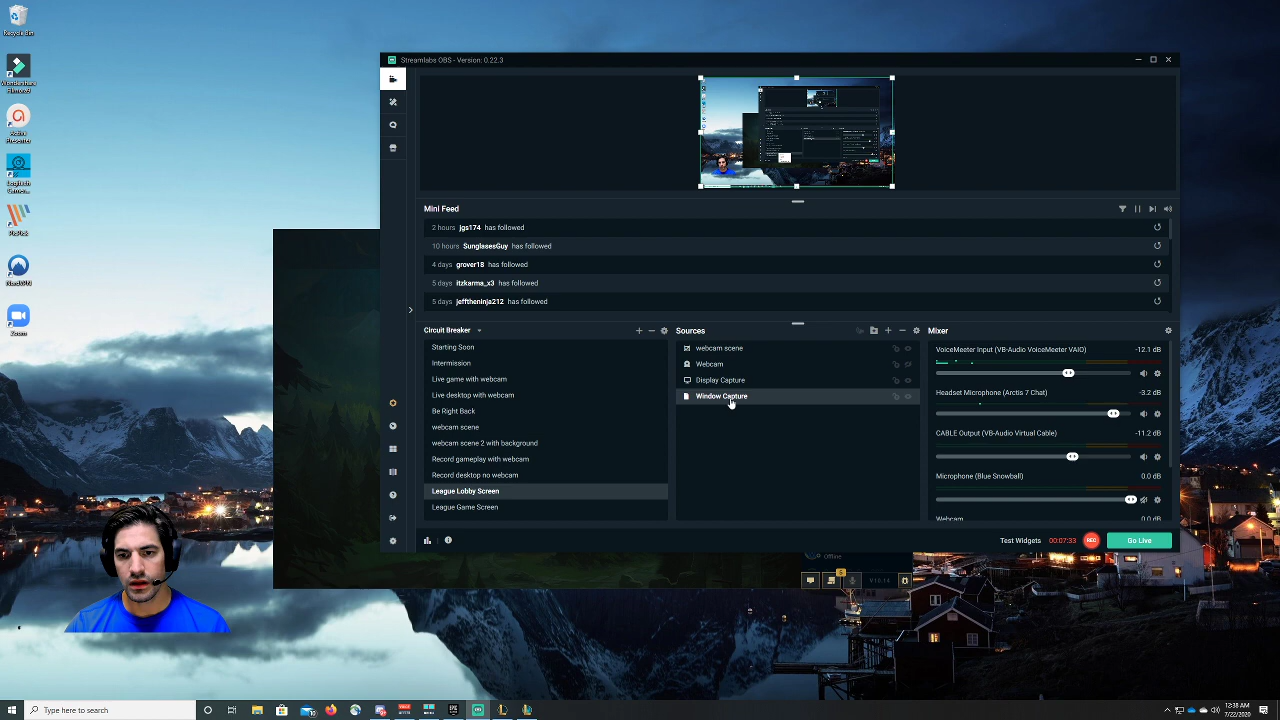 Recycle Bin
Wondershare
Filmora9
Streamlabs OBS - Version: 0.22.3
Mini Feed
2 hours jgs174 has followed
10 hours SunglasesGuy has followed
4 days grover18 has followed
5 days itzkarma_x3 has followed
5 days jefftheninja212 has followed
NordVPN
Zoom
Circuit Breaker
Starting Soon
Intermission
Live game with webcam
Live desktop with webcam
Be Right Back
webcam scene
webcam scene 2 with background
Record gameplay with webcam
Record desktop no webcam
League Lobby Screen
League Game Screen
Sources
webcam scene
Webcam
Display Capture
Window Capture
Mixer
VoiceMeeter Input (VB-Audio VoiceMeeter VAIO) -12.1 dB
Headset Microphone (Arctis 7 Chat) -3.2 dB
CABLE Output (VB-Audio Virtual Cable) -11.2 dB
Microphone (Blue Snowball) 0.0 dB
Webcam 0.0 dB
Test Widgets 00:07:33 REC Go Live
Offline
V10.14
Type here to search
12:38 AM
7/22/2020